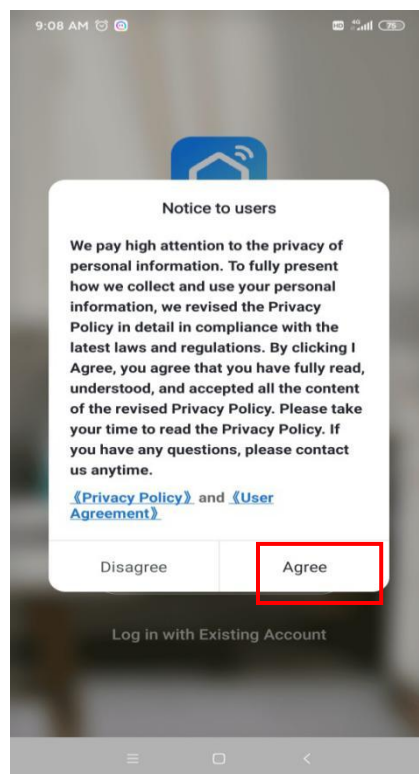 9:08 AM
HD 4G 75
Notice to users
We pay high attention to the privacy of
personal information. To fully present
how we collect and use your personal
information, we revised the Privacy
Policy in detail in compliance with the
latest laws and regulations. By clicking I
Agree, you agree that you have fully read,
understood, and accepted all the content
of the revised Privacy Policy. Please take
your time to read the Privacy Policy. If
you have any questions, please contact
us anytime.
《Privacy Policy》 and 《User
Agreement》
Disagree Agree
Log in with Existing Account